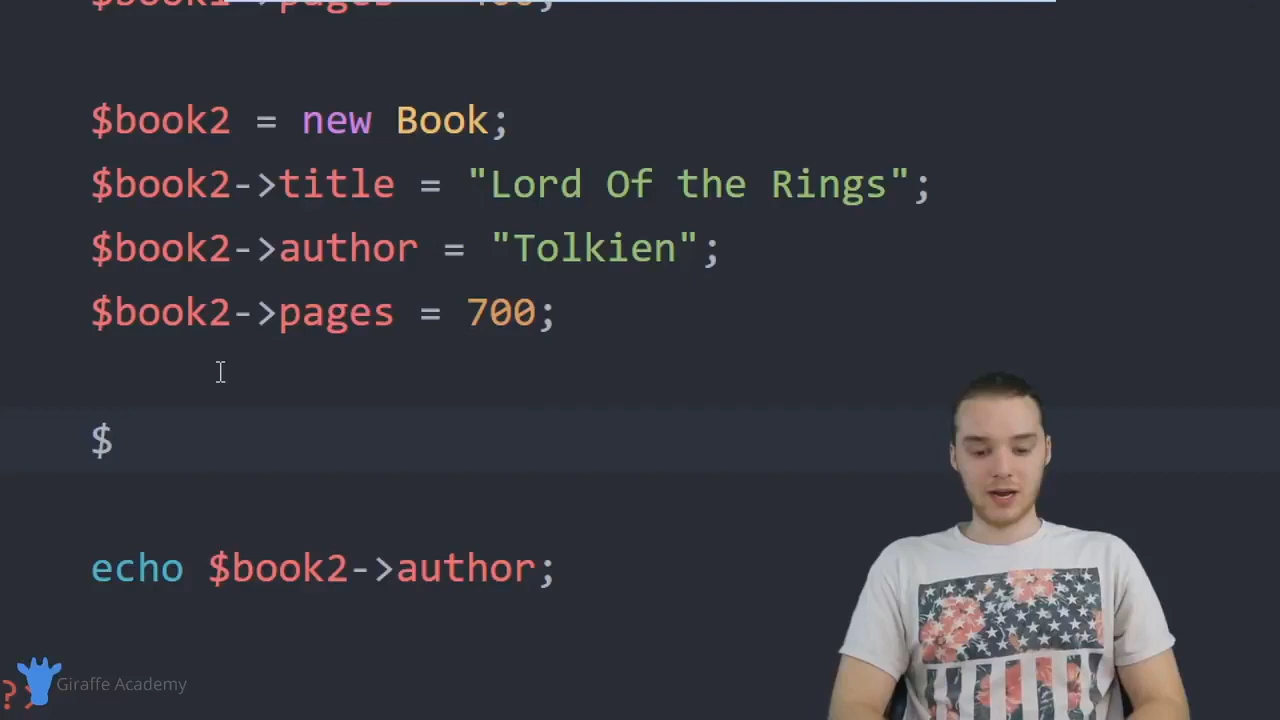 $book2 = new Book;
$book2->title = "Lord Of the Rings";
$book2->author = "Tolkien";
$book2->pages = 700;
$
echo $book2->author;
Giraffe Academy